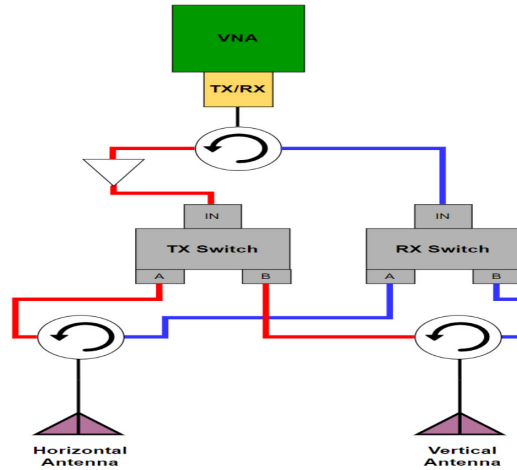 VNA
TX/RX
IN
IN
TX Switch
RX Switch
A
B
A
B
Horizontal
Antenna
Vertical
Antenna